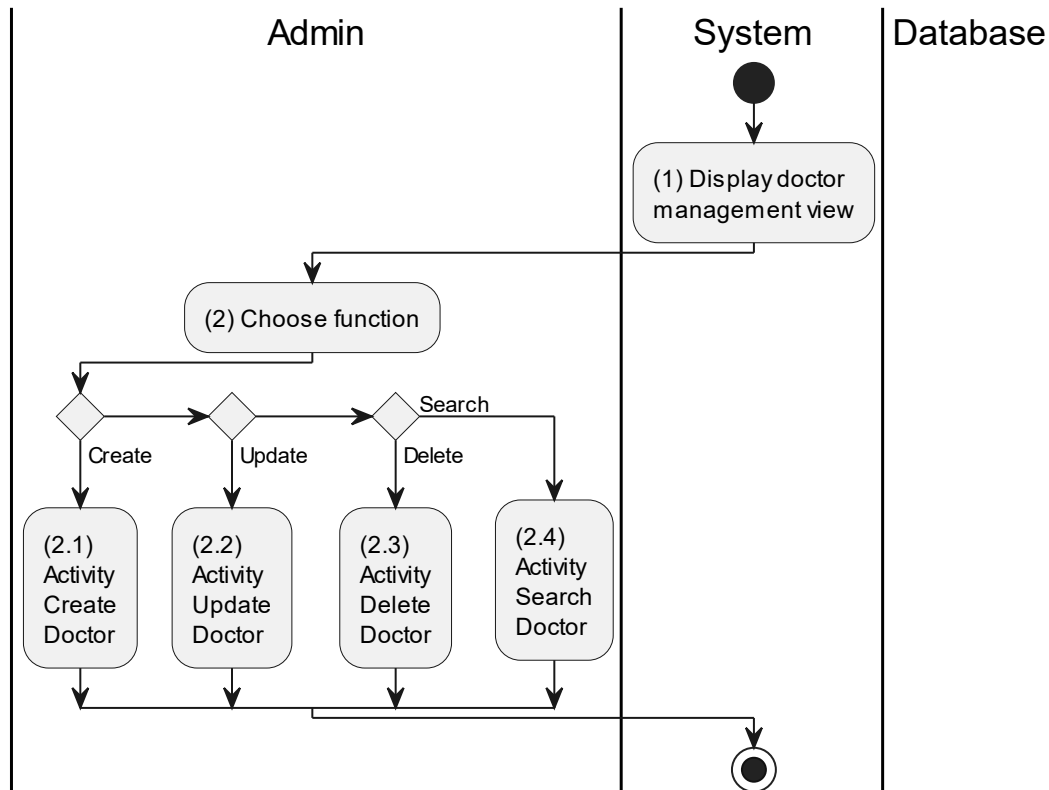 Admin
System
Database
(1) Display doctor
management view
(2) Choose function
Search
Create
Update
Delete
(2.1)
Activity
Create
Doctor
(2.2)
Activity
Update
Doctor
(2.3)
Activity
Delete
Doctor
(2.4)
Activity
Search
Doctor